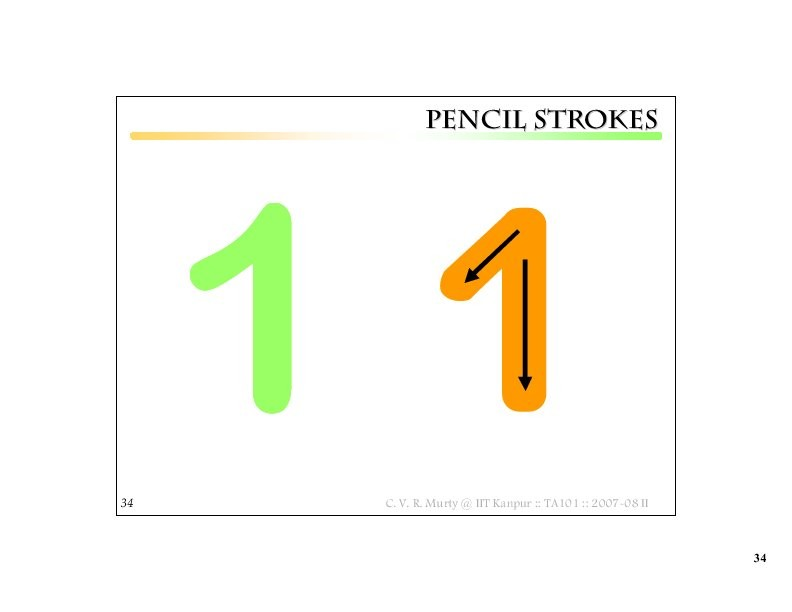 PENCIL STROKES
1 1
34 C. V. R. Murty @ IIT Kanpur :: TA101 :: 2007-08 II
34